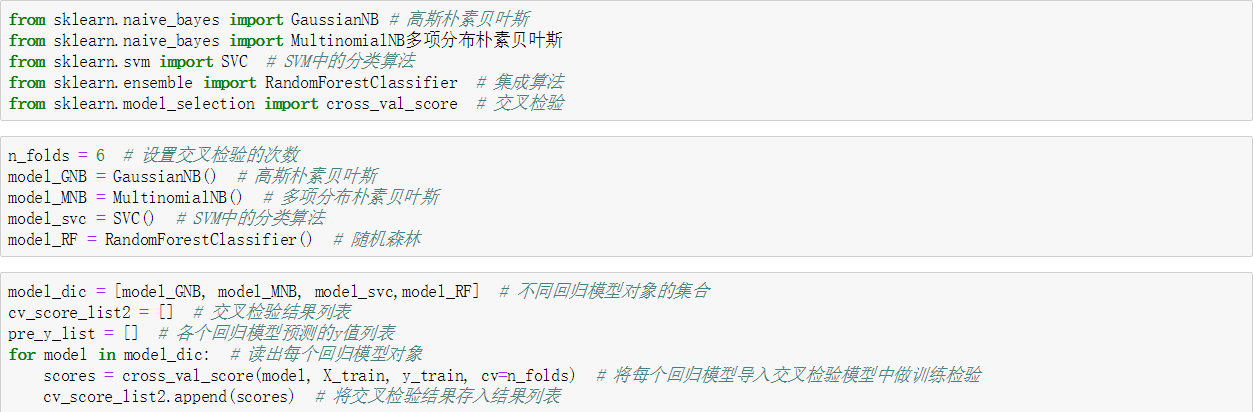 from sklearn.naive_bayes import GaussianNB # 高斯朴素贝叶斯
from sklearn.naive_bayes import MultinomialNB多项分布朴素贝叶斯
from sklearn.svm import SVC  # SVM中的分类算法
from sklearn.ensemble import RandomForestClassifier  # 集成算法
from sklearn.model_selection import cross_val_score  # 交叉检验
n_folds = 6  # 设置交叉检验的次数
model_GNB = GaussianNB()  # 高斯朴素贝叶斯
model_MNB = MultinomialNB()  # 多项分布朴素贝叶斯
model_svc = SVC()  # SVM中的分类算法
model_RF = RandomForestClassifier()  # 随机森林
model_dic = [model_GNB, model_MNB, model_svc,model_RF]  # 不同回归模型对象的集合
cv_score_list2 = []  # 交叉检验结果列表
pre_y_list = []  # 各个回归模型预测的y值列表
for model in model_dic:  # 读出每个回归模型对象
    scores = cross_val_score(model, X_train, y_train, cv=n_folds)  # 将每个回归模型导入交叉检验模型中做训练检验
    cv_score_list2.append(scores)  # 将交叉检验结果存入结果列表